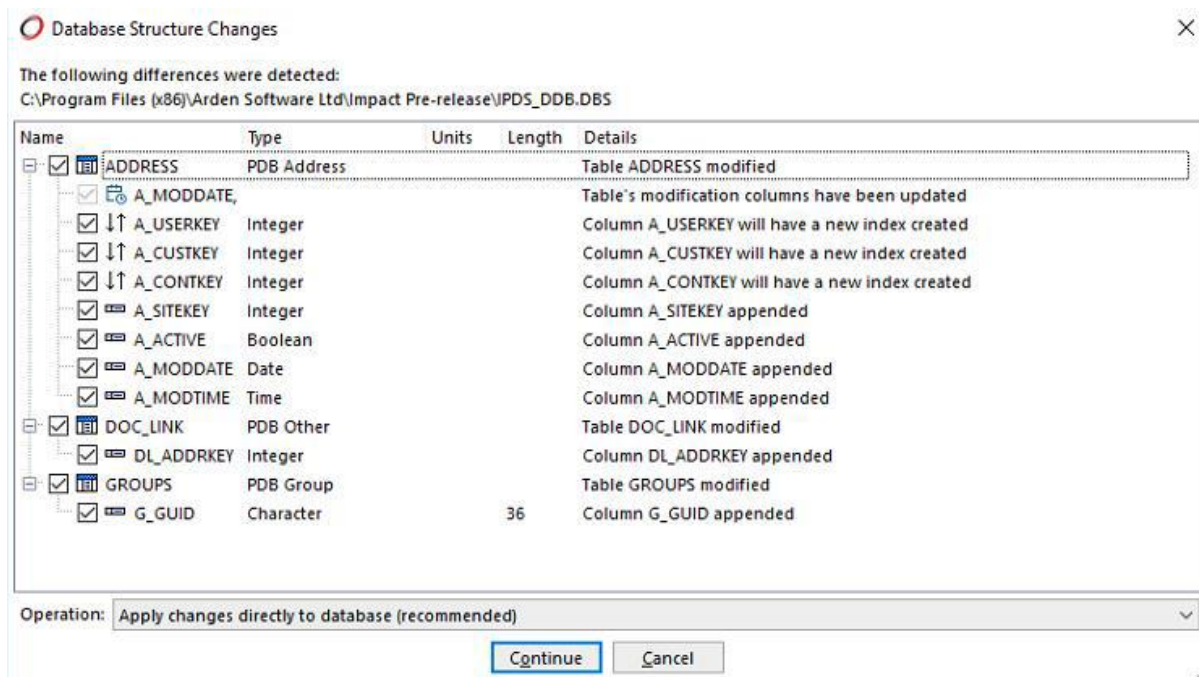 Database Structure Changes
The following differences were detected:
C:\Program Files (x86)\Arden Software Ltd\Impact Pre-release\IPDS_DDB.DBS
Name Type Units Length Details
ADDRESS PDB Address Table ADDRESS modified
A_MODDATE, Table's modification columns have been updated
A_USERKEY Integer Column A_USERKEY will have a new index created
A_CUSTKEY Integer Column A_CUSTKEY will have a new index created
A_CONTKEY Integer Column A_CONTKEY will have a new index created
A_SITEKEY Integer Column A_SITEKEY appended
A_ACTIVE Boolean Column A_ACTIVE appended
A_MODDATE Date Column A_MODDATE appended
A_MODTIME Time Column A_MODTIME appended
DOC_LINK PDB Other Table DOC_LINK modified
DL_ADDRKEY Integer Column DL_ADDRKEY appended
GROUPS PDB Group Table GROUPS modified
G_GUID Character 36 Column G_GUID appended
Operation: Apply changes directly to database (recommended)
Continue Cancel